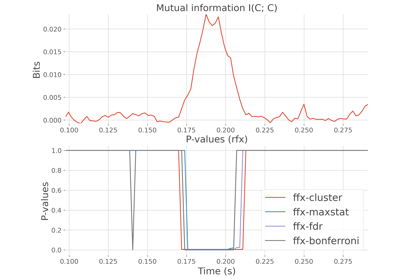 Mutual information I(C; C)
Bits
0.020
0.015
0.010
0.005
0.000
0.100 0.125 0.150 0.175 0.200 0.225 0.250 0.275
P-values (rfx)
P-values
1.0
0.8
0.6
0.4
0.2
0.0
ffx-cluster
ffx-maxstat
ffx-fdr
ffx-bonferroni
0.100 0.125 0.150 0.175 0.200 0.225 0.250 0.275
Time (s)